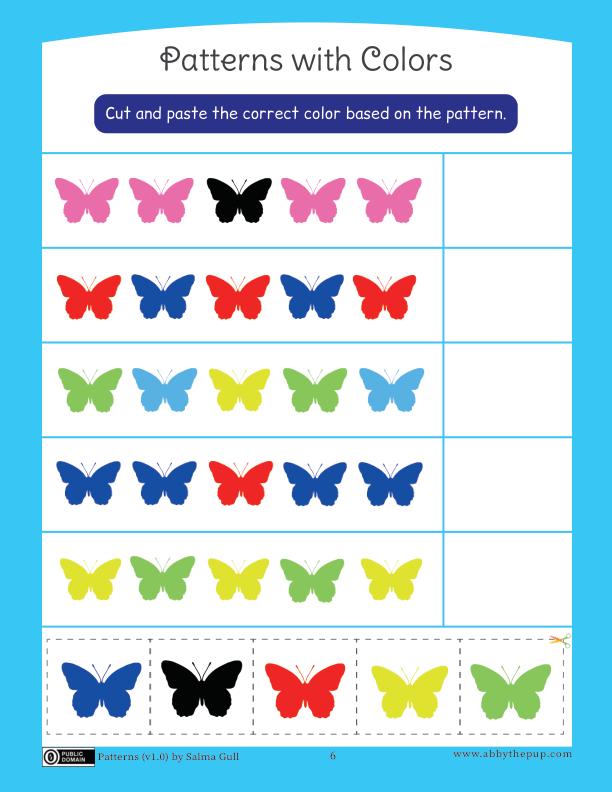 Patterns with Colors
Cut and paste the correct color based on the pattern.
PUBLIC
DOMAIN
Patterns (v1.0) by Salma Gull
6
www.abbythepup.com